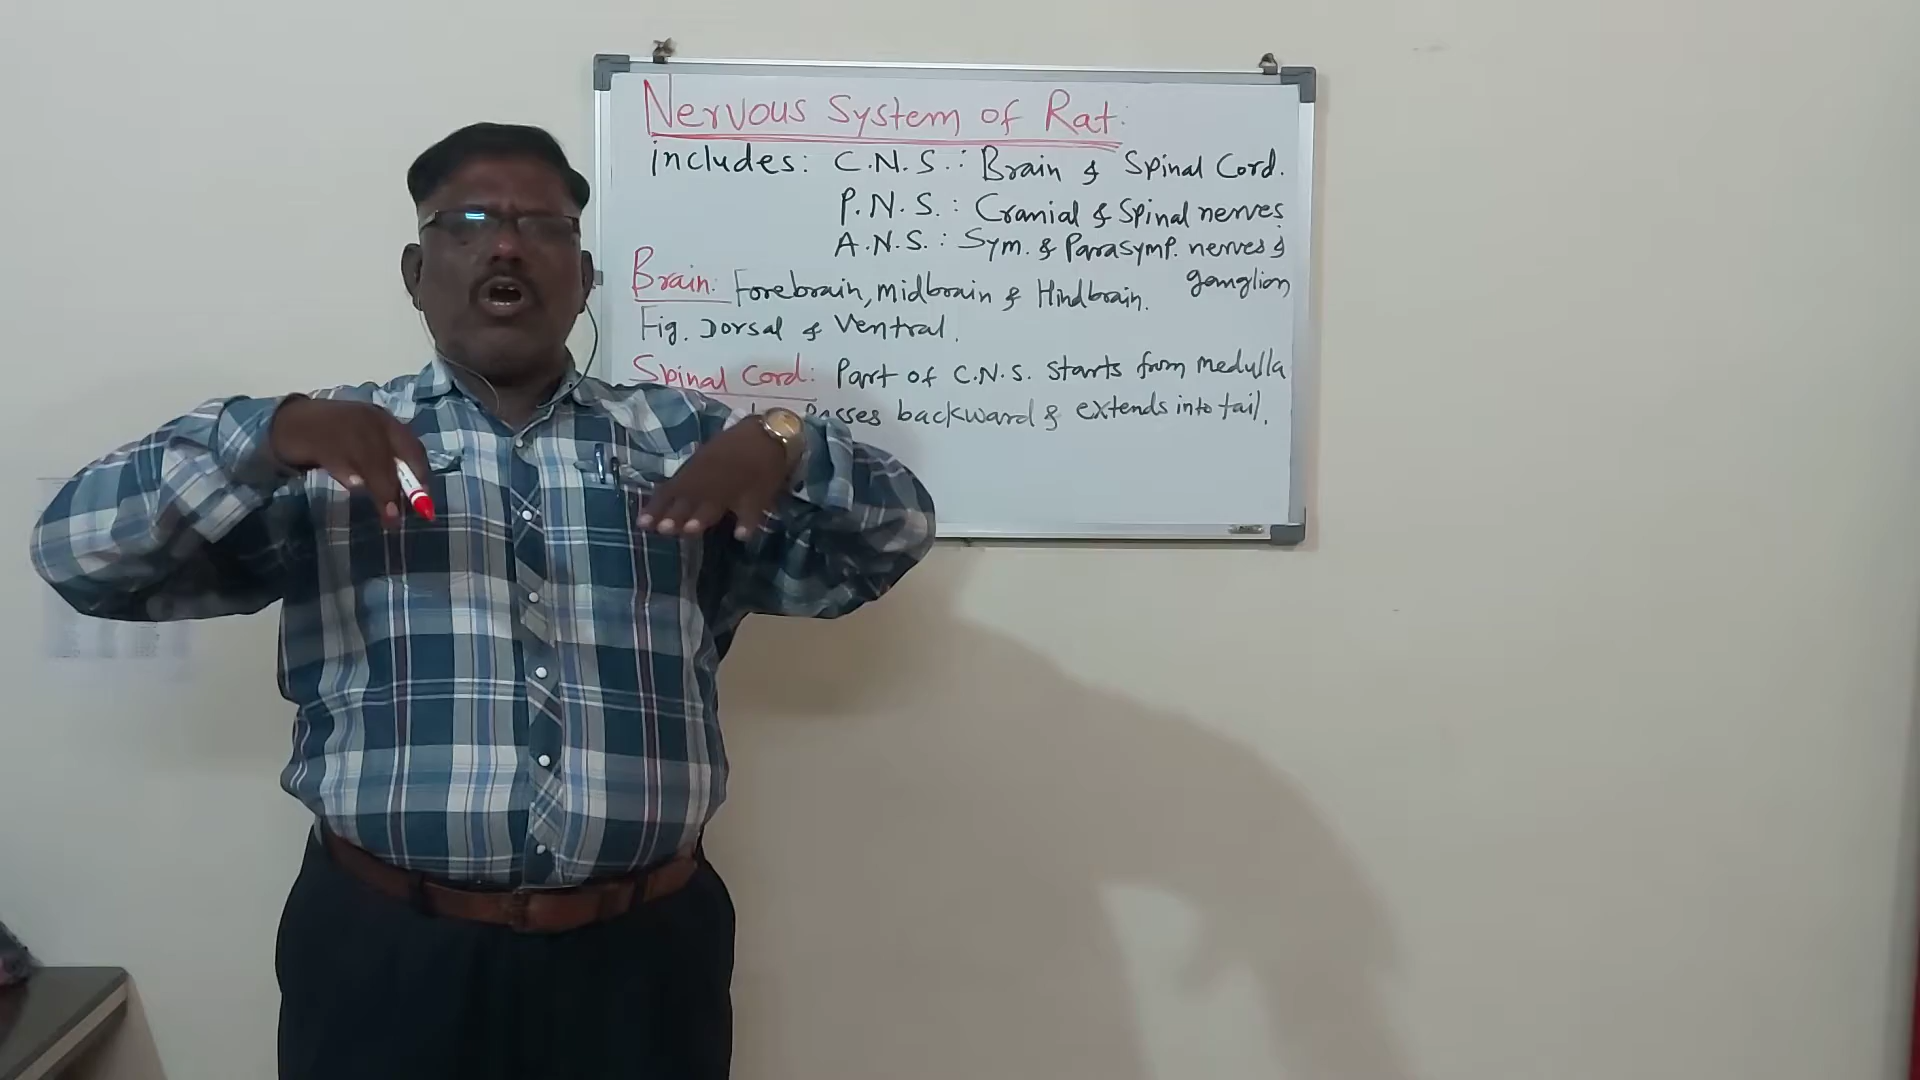 Nervous System of Rat:
includes: C.N.S.: Brain & Spinal Cord.
P.N.S.: Cranial & Spinal nerves
A.N.S.: Sym. & Parasymp. nerves &
ganglion
Brain: Forebrain, midbrain & Hindbrain.
Fig. Dorsal & Ventral.
Spinal Cord: Part of C.N.S. starts from medulla
Passes backward & extends into tail.